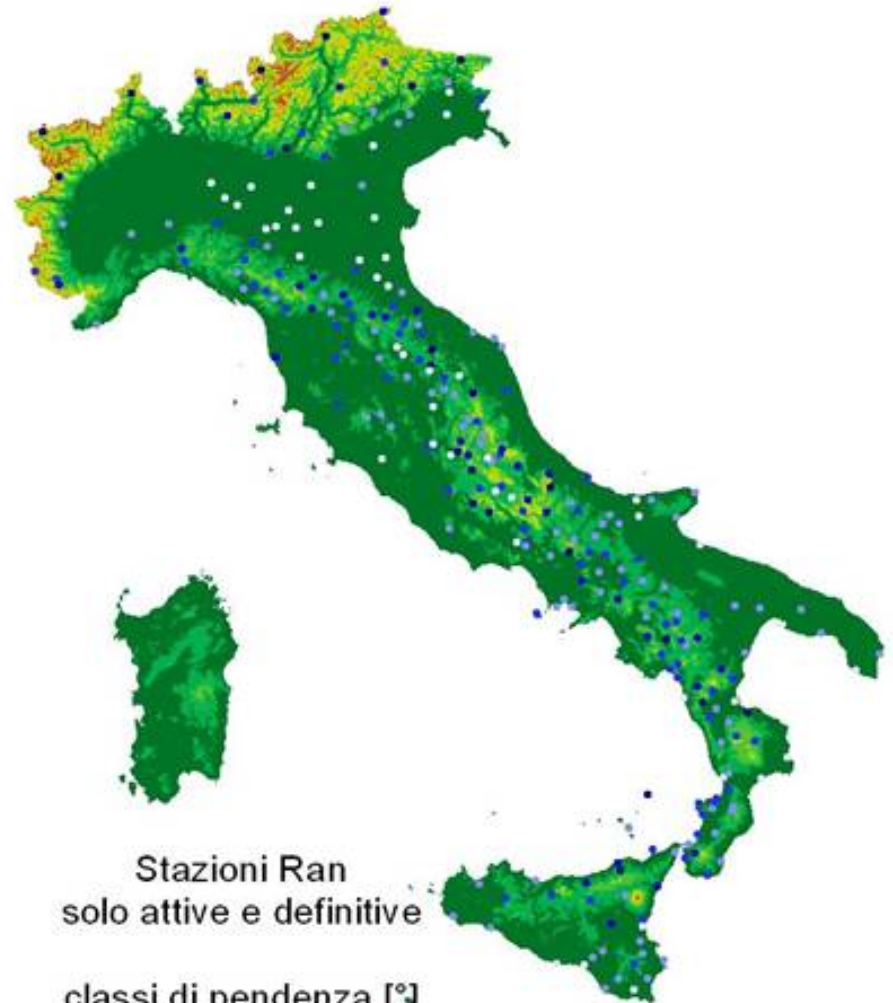 Stazioni Ran
solo attive e definitive
classi di pendenza [°]